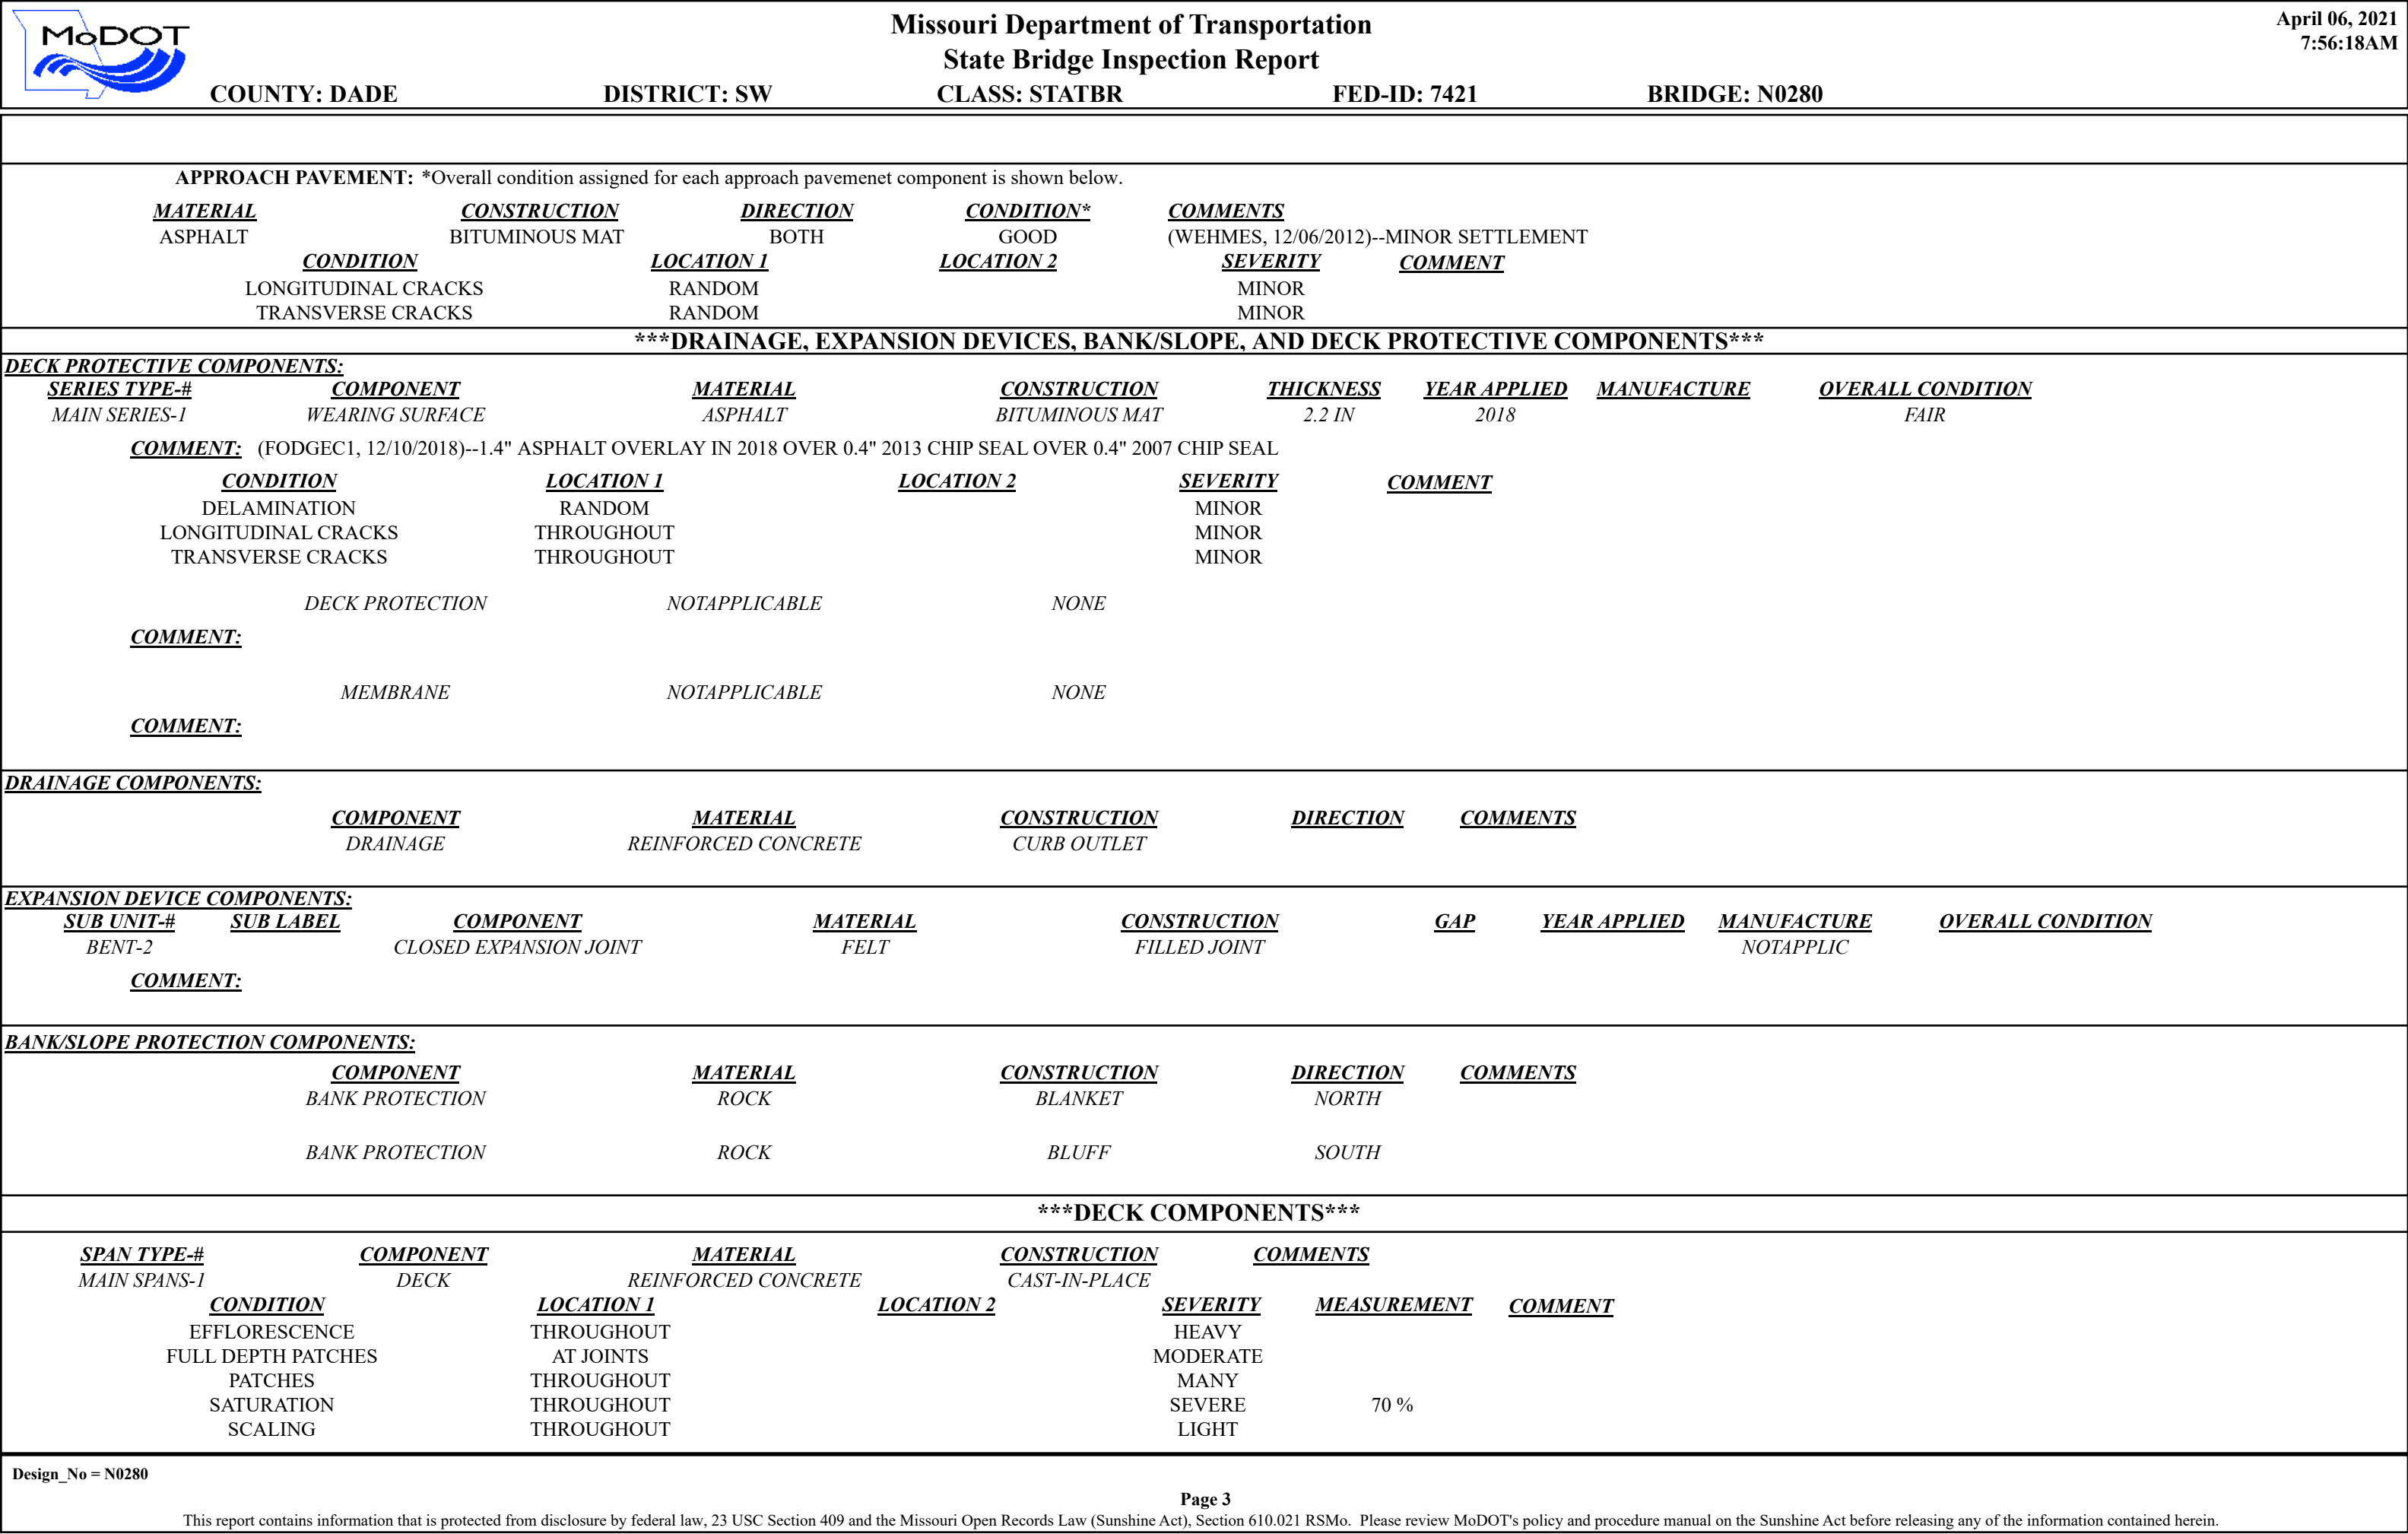 MoDOT
Missouri Department of Transportation
State Bridge Inspection Report
April 06, 2021
7:56:18AM
COUNTY: DADE DISTRICT: SW CLASS: STATBR FED-ID: 7421 BRIDGE: N0280
APPROACH PAVEMENT: *Overall condition assigned for each approach pavemenet component is shown below.
MATERIAL CONSTRUCTION DIRECTION CONDITION* COMMENTS
ASPHALT BITUMINOUS MAT BOTH GOOD (WEHMES, 12/06/2012)--MINOR SETTLEMENT
CONDITION LOCATION 1 LOCATION 2 SEVERITY COMMENT
LONGITUDINAL CRACKS RANDOM MINOR
TRANSVERSE CRACKS RANDOM MINOR
***DRAINAGE, EXPANSION DEVICES, BANK/SLOPE, AND DECK PROTECTIVE COMPONENTS***
DECK PROTECTIVE COMPONENTS:
SERIES TYPE-# COMPONENT MATERIAL CONSTRUCTION THICKNESS YEAR APPLIED MANUFACTURE OVERALL CONDITION
MAIN SERIES-1 WEARING SURFACE ASPHALT BITUMINOUS MAT 2.2 IN 2018 FAIR
COMMENT: (FODGEC1, 12/10/2018)--1.4" ASPHALT OVERLAY IN 2018 OVER 0.4" 2013 CHIP SEAL OVER 0.4" 2007 CHIP SEAL
CONDITION LOCATION 1 LOCATION 2 SEVERITY COMMENT
DELAMINATION RANDOM MINOR
LONGITUDINAL CRACKS THROUGHOUT MINOR
TRANSVERSE CRACKS THROUGHOUT MINOR
DECK PROTECTION NOTAPPLICABLE NONE
COMMENT:
MEMBRANE NOTAPPLICABLE NONE
COMMENT:
DRAINAGE COMPONENTS:
COMPONENT MATERIAL CONSTRUCTION DIRECTION COMMENTS
DRAINAGE REINFORCED CONCRETE CURB OUTLET
EXPANSION DEVICE COMPONENTS:
SUB UNIT-# SUB LABEL COMPONENT MATERIAL CONSTRUCTION GAP YEAR APPLIED MANUFACTURE OVERALL CONDITION
BENT-2 CLOSED EXPANSION JOINT FELT FILLED JOINT NOTAPPLIC
COMMENT:
BANK/SLOPE PROTECTION COMPONENTS:
COMPONENT MATERIAL CONSTRUCTION DIRECTION COMMENTS
BANK PROTECTION ROCK BLANKET NORTH
BANK PROTECTION ROCK BLUFF SOUTH
***DECK COMPONENTS***
SPAN TYPE-# COMPONENT MATERIAL CONSTRUCTION COMMENTS
MAIN SPANS-1 DECK REINFORCED CONCRETE CAST-IN-PLACE
CONDITION LOCATION 1 LOCATION 2 SEVERITY MEASUREMENT COMMENT
EFFLORESCENCE THROUGHOUT HEAVY
FULL DEPTH PATCHES AT JOINTS MODERATE
PATCHES THROUGHOUT MANY
SATURATION THROUGHOUT SEVERE 70 %
SCALING THROUGHOUT LIGHT
Design_No = N0280
Page 3
This report contains information that is protected from disclosure by federal law, 23 USC Section 409 and the Missouri Open Records Law (Sunshine Act), Section 610.021 RSMo. Please review MoDOT's policy and procedure manual on the Sunshine Act before releasing any of the information contained herein.